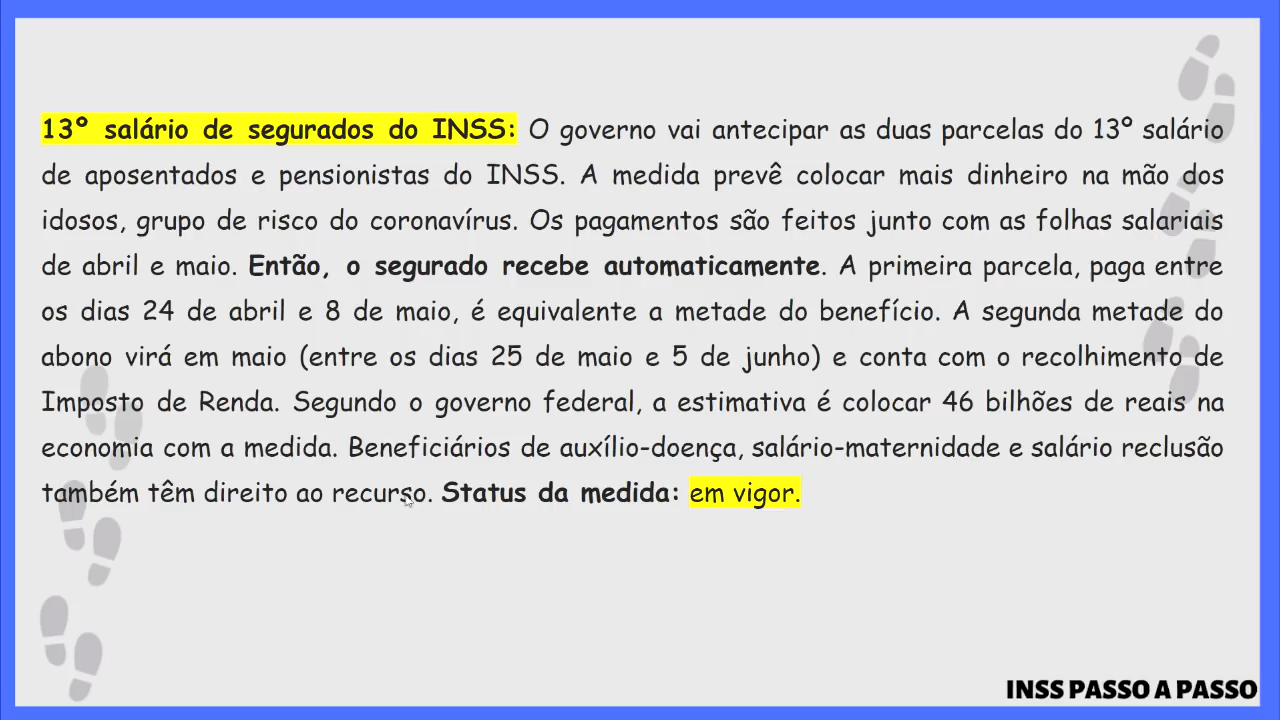 13º salário de segurados do INSS: O governo vai antecipar as duas parcelas do 13º salário
de aposentados e pensionistas do INSS. A medida prevê colocar mais dinheiro na mão dos
idosos, grupo de risco do coronavírus. Os pagamentos são feitos junto com as folhas salariais
de abril e maio. Então, o segurado recebe automaticamente. A primeira parcela, paga entre
os dias 24 de abril e 8 de maio, é equivalente a metade do benefício. A segunda metade do
abono virá em maio (entre os dias 25 de maio e 5 de junho) e conta com o recolhimento de
Imposto de Renda. Segundo o governo federal, a estimativa é colocar 46 bilhões de reais na
economia com a medida. Beneficiários de auxílio-doença, salário-maternidade e salário reclusão
também têm direito ao recurso. Status da medida: em vigor.
INSS PASSO A PASSO